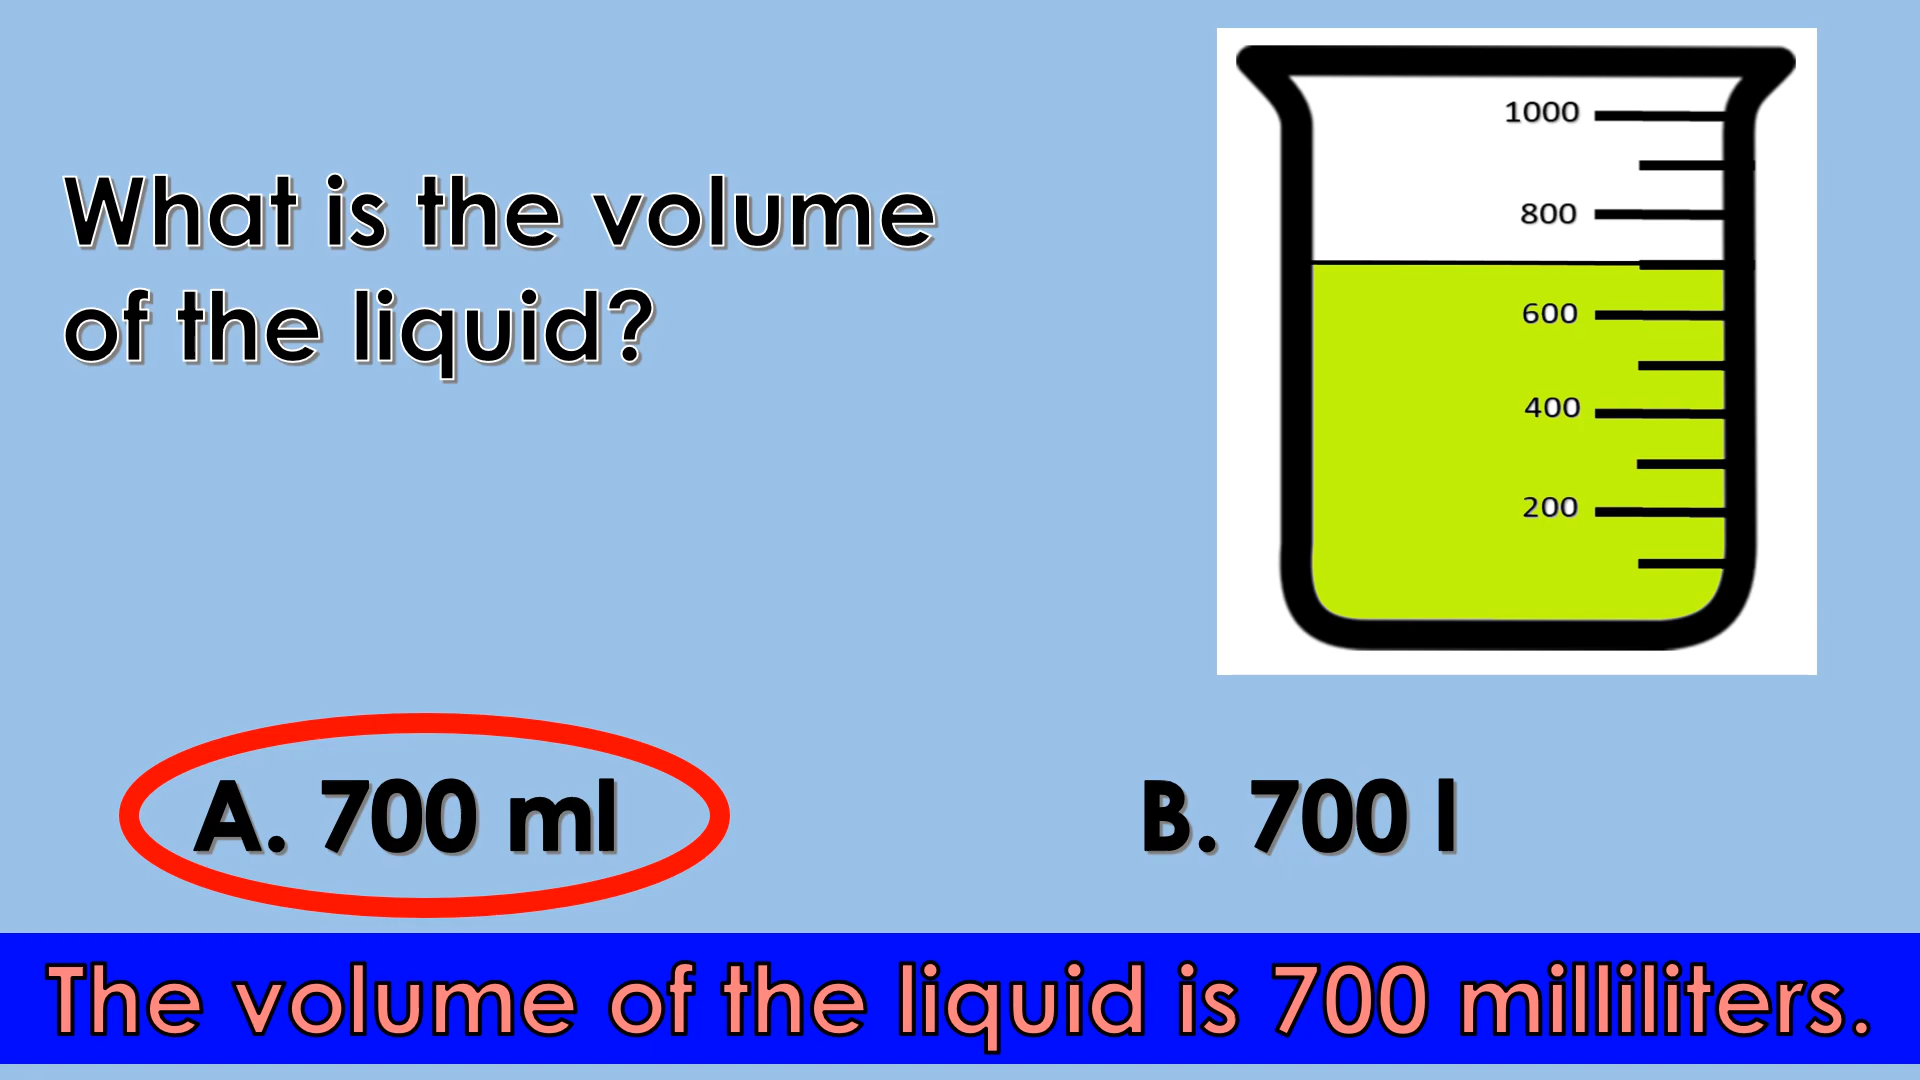 What is the volume
of the liquid?
1000
800
600
400
200
A. 700 ml
B. 700 l
The volume of the liquid is 700 milliliters.